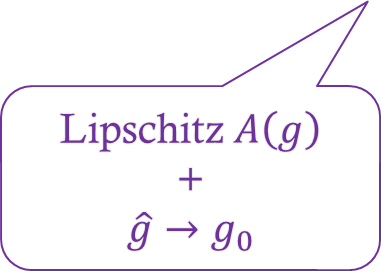 Lipschitz A(g)
+
ĝ → g₀